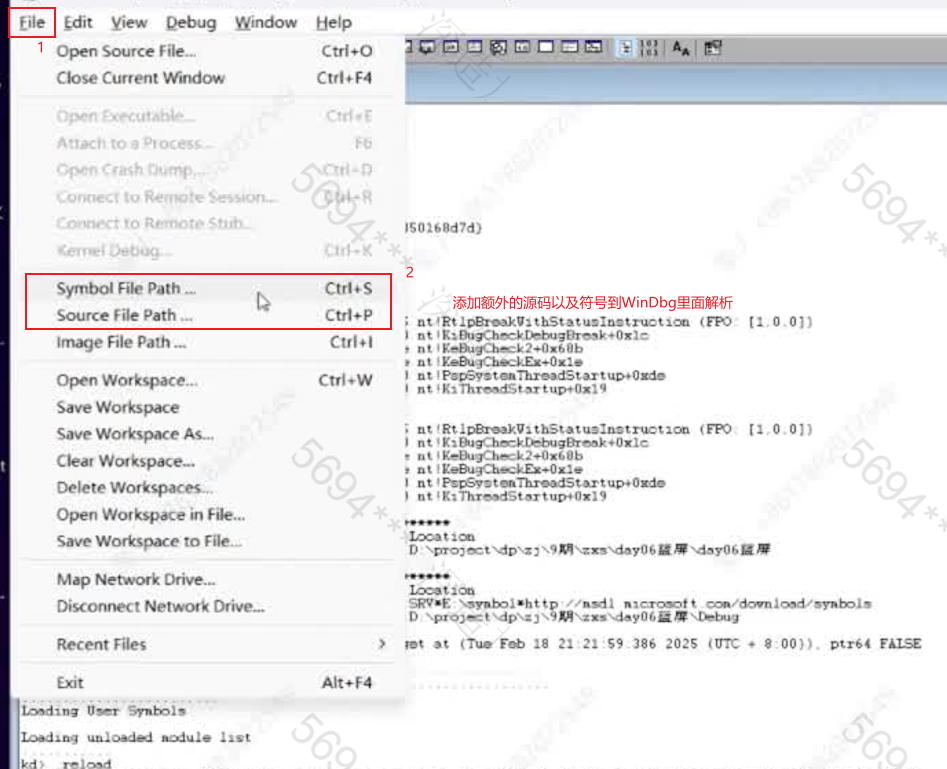 File Edit View Debug Window Help
1
Open Source File... Ctrl+O
Close Current Window Ctrl+F4
Open Executable... Ctrl+E
Attach to a Process... F6
Open Crash Dump... Ctrl+D
Connect to Remote Session... Ctrl+R
Connect to Remote Stub...
Kernel Debug... Ctrl+K
2
Symbol File Path ... Ctrl+S
Source File Path ... Ctrl+P
Image File Path ... Ctrl+I
Open Workspace... Ctrl+W
Save Workspace
Save Workspace As...
Clear Workspace...
Delete Workspaces...
Open Workspace in File...
Save Workspace to File...
Map Network Drive...
Disconnect Network Drive...
Recent Files
Exit Alt+F4
50168d7d}
添加额外的源码以及符号到WinDbg里面解析
nt!RtlpBreakWithStatusInstruction (FPO: [1,0,0])
nt!KiBugCheckDebugBreak+0x1c
nt!KeBugCheck2+0x68b
nt!KeBugCheckEx+0x1e
nt!PspSystemThreadStartup+0xde
nt!KiThreadStartup+0x19
nt!RtlpBreakWithStatusInstruction (FPO: [1,0,0])
nt!KiBugCheckDebugBreak+0x1c
nt!KeBugCheck2+0x68b
nt!KeBugCheckEx+0x1e
nt!PspSystemThreadStartup+0xde
nt!KiThreadStartup+0x19
******
Location
D:\project\dp\zj\9期\zxs\day06蓝屏\day06蓝屏
******
Location
SRV*E:\symbol*http://msdl.microsoft.com/download/symbols
D:\project\dp\zj\9期\zxs\day06蓝屏\Debug
at (Tue Feb 18 21:21:59.386 2025 (UTC + 8:00)), ptr64 FALSE
Loading User Symbols
Loading unloaded module list
kd> .reload
5694**
5694**
5694**
5694**
5694**
5694**